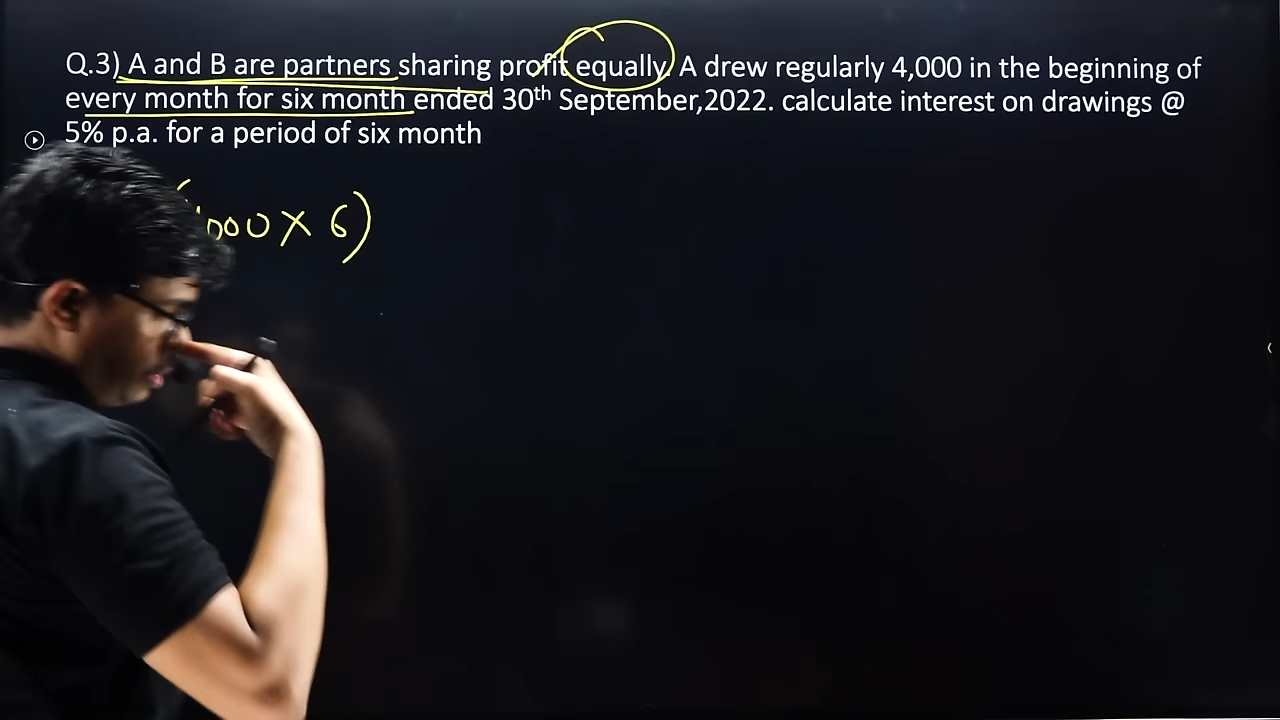 Q.3) A and B are partners sharing profit equally. A drew regularly 4,000 in the beginning of
every month for six month ended 30th September,2022. calculate interest on drawings @
5% p.a. for a period of six month
000 × 6)